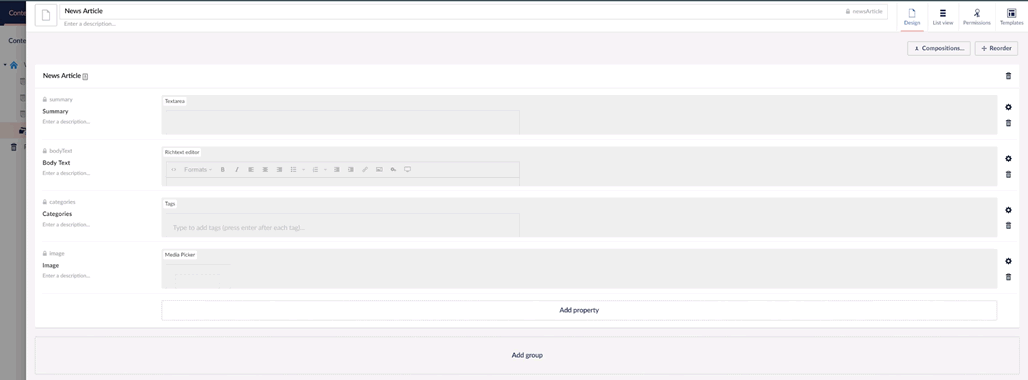 Conte
News Article
newsArticle
Enter a description...
Design
List view
Permissions
Templates
Conte
Compositions...
Reorder
News Article
summary
Summary
Enter a description...
Textarea
bodyText
Body Text
Enter a description...
Richtext editor
Formats
B I
categories
Categories
Enter a description...
Tags
Type to add tags (press enter after each tag)...
image
Image
Enter a description...
Media Picker
Add property
Add group